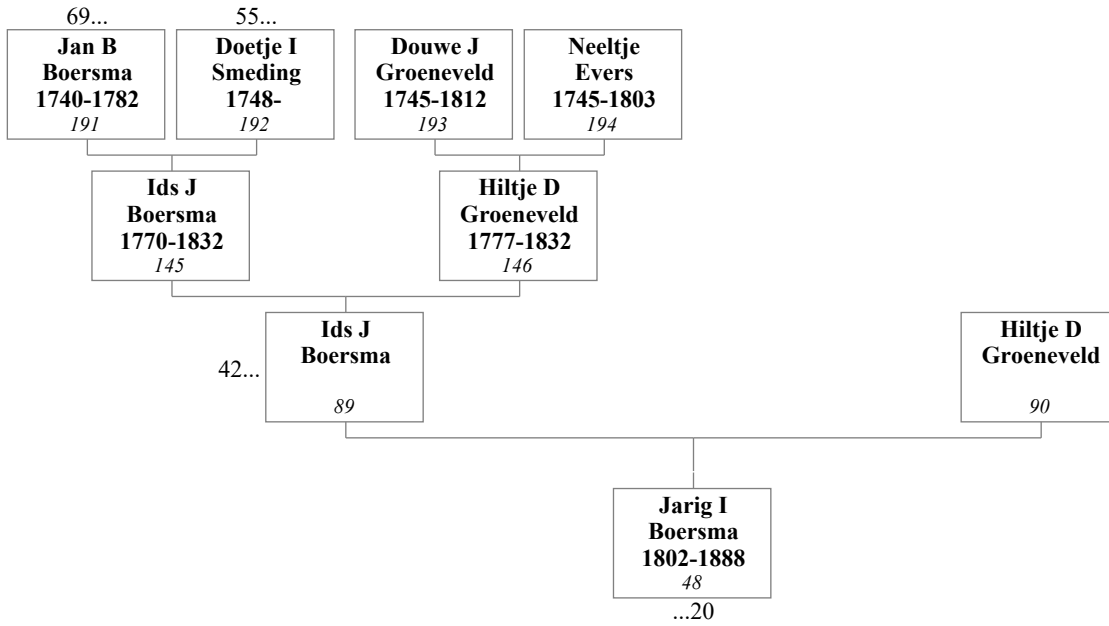 69...
55...
Jan B
Boersma
1740-1782
191
Doetje I
Smeding
1748-
192
Douwe J
Groeneveld
1745-1812
193
Neeltje
Evers
1745-1803
194
Ids J
Boersma
1770-1832
145
Hiltje D
Groeneveld
1777-1832
146
42...
Ids J
Boersma
89
Hiltje D
Groeneveld
90
Jarig I
Boersma
1802-1888
48
...20